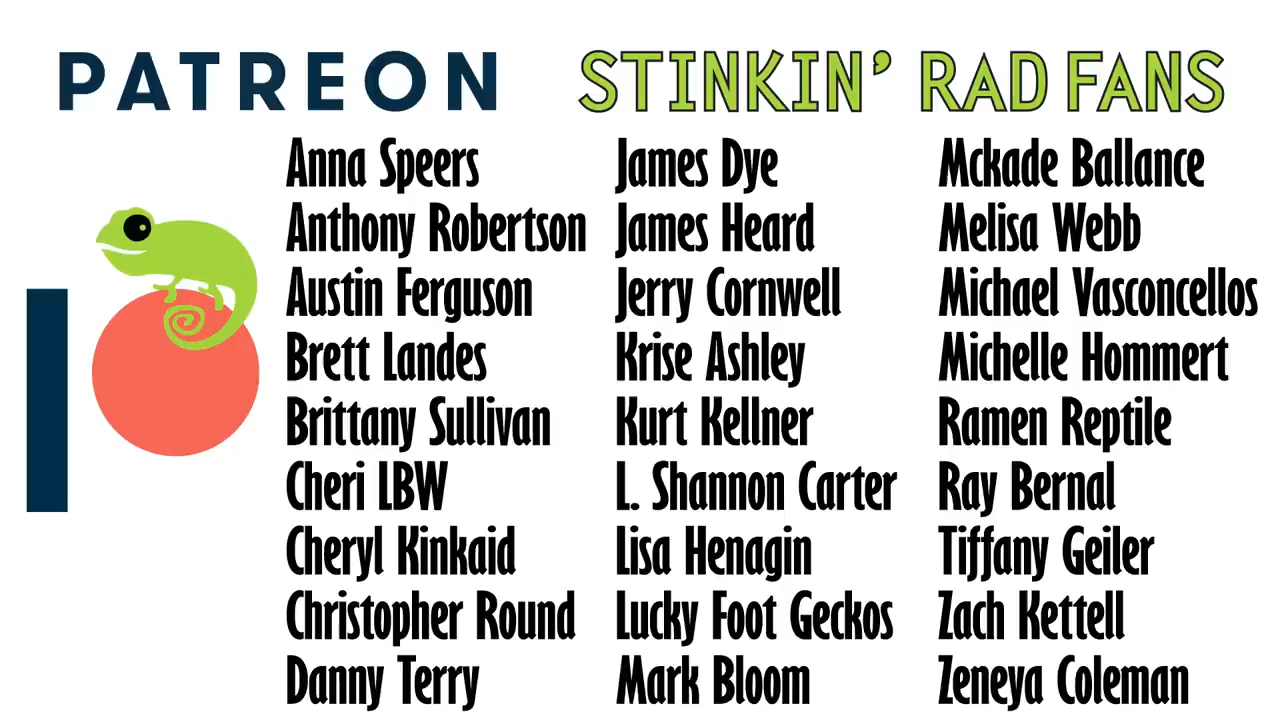 PATREON
STINKIN' RAD FANS
Anna Speers
Anthony Robertson
Austin Ferguson
Brett Landes
Brittany Sullivan
Cheri LBW
Cheryl Kinkaid
Christopher Round
Danny Terry
James Dye
James Heard
Jerry Cornwell
Krise Ashley
Kurt Kellner
L. Shannon Carter
Lisa Henagin
Lucky Foot Geckos
Mark Bloom
Mckade Ballance
Melisa Webb
Michael Vasconcellos
Michelle Hommert
Ramen Reptile
Ray Bernal
Tiffany Geiler
Zach Kettell
Zeneya Coleman